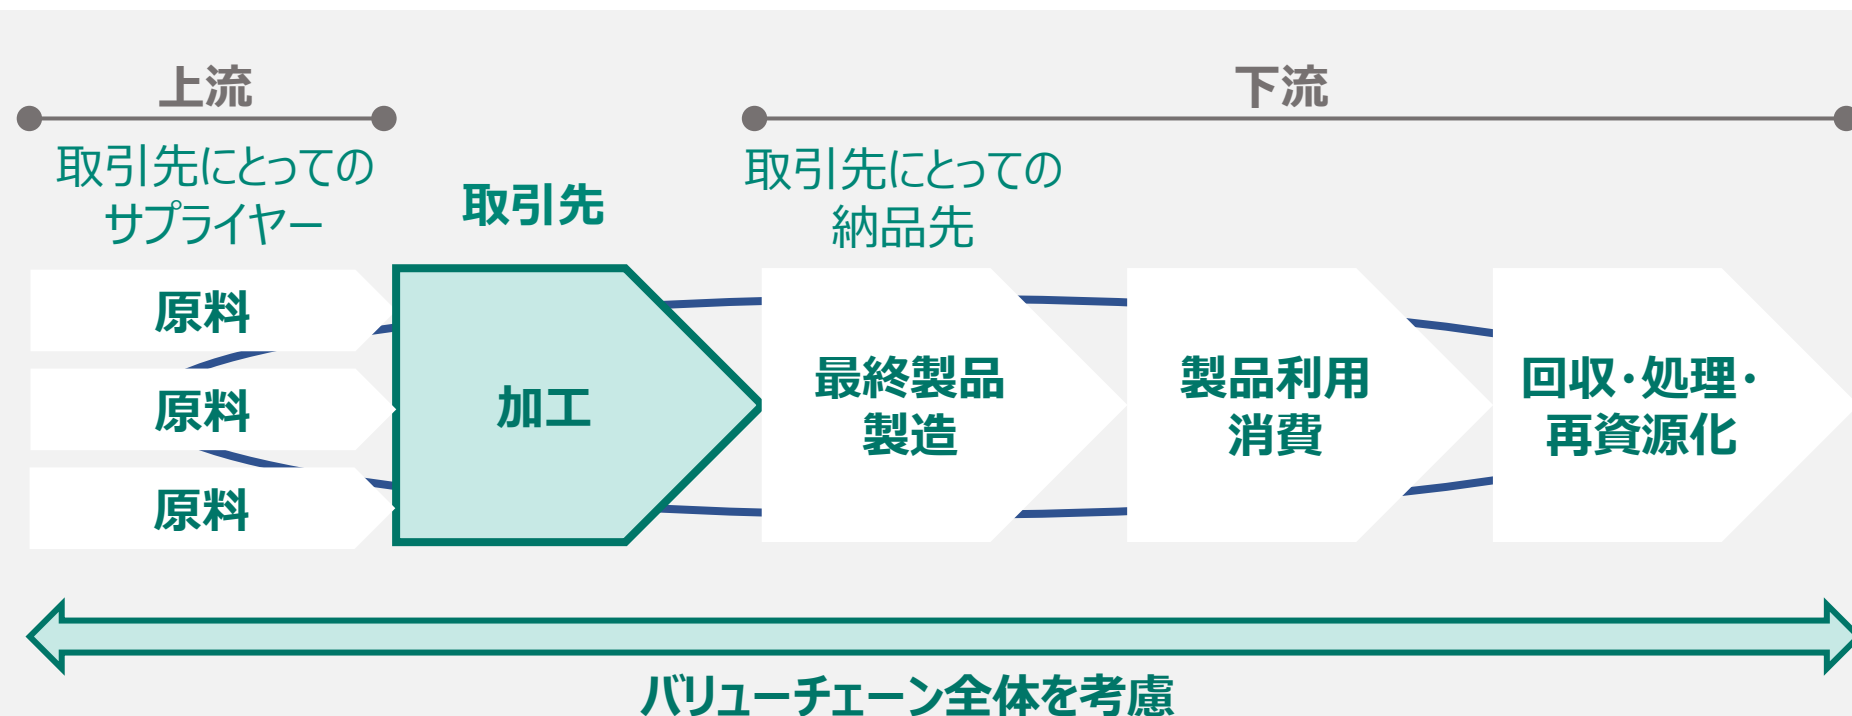 上流
下流
取引先にとっての
サプライヤー
取引先
取引先にとっての
納品先
原料
原料
原料
加工
最終製品
製造
製品利用
消費
回収・処理・
再資源化
バリューチェーン全体を考慮